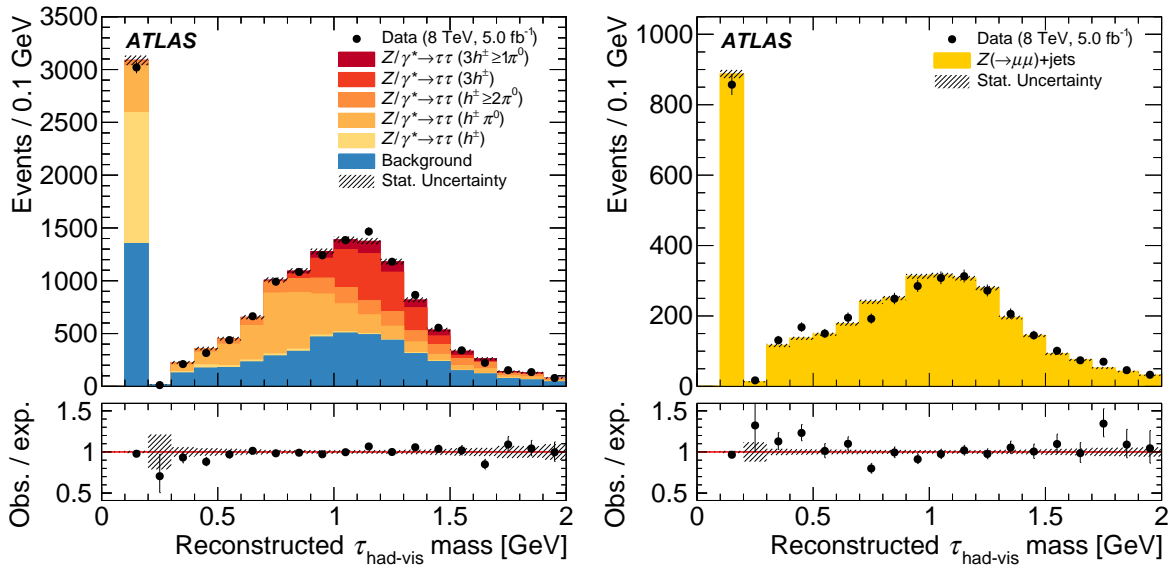 ATLAS
Data (8 TeV, 5.0 fb⁻¹)
Z/γ*→ττ (3h±≥1π⁰)
Z/γ*→ττ (3h±)
Z/γ*→ττ (h±≥2π⁰)
Z/γ*→ττ (h±π⁰)
Z/γ*→ττ (h±)
Background
Stat. Uncertainty
Events / 0.1 GeV
3500
3000
2500
2000
1500
1000
500
0
Obs. / exp.
1.5
1
0.5
0 0.5 1 1.5 2
Reconstructed τhad-vis mass [GeV]
ATLAS
Data (8 TeV, 5.0 fb⁻¹)
Z(→μμ)+jets
Stat. Uncertainty
Events / 0.1 GeV
1000
800
600
400
200
0
Obs. / exp.
1.5
1
0.5
0 0.5 1 1.5 2
Reconstructed τhad-vis mass [GeV]